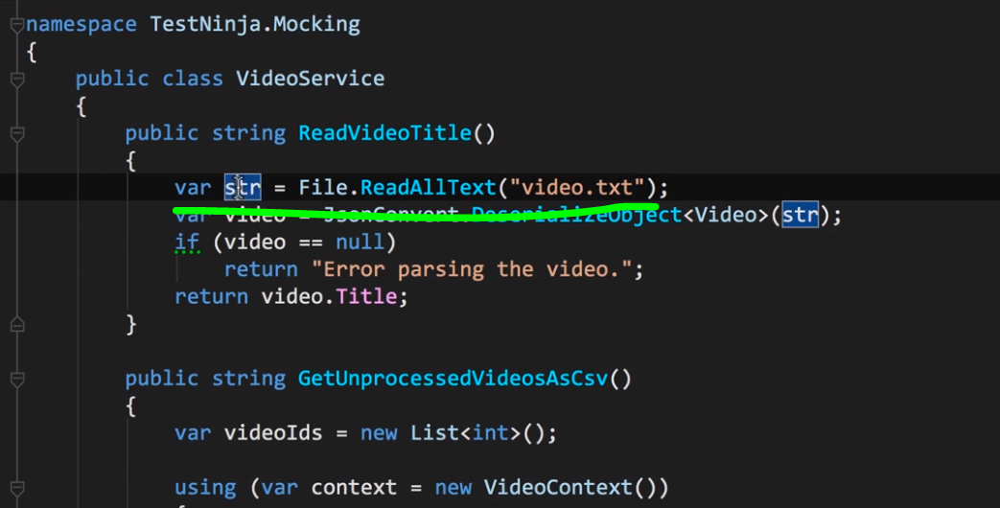 namespace TestNinja.Mocking
{
public class VideoService
{
public string ReadVideoTitle()
{
var str = File.ReadAllText("video.txt");
var video = JsonConvert.DeserializeObject<Video>(str);
if (video == null)
return "Error parsing the video.";
return video.Title;
}
public string GetUnprocessedVideosAsCsv()
{
var videoIds = new List<int>();
using (var context = new VideoContext())
{